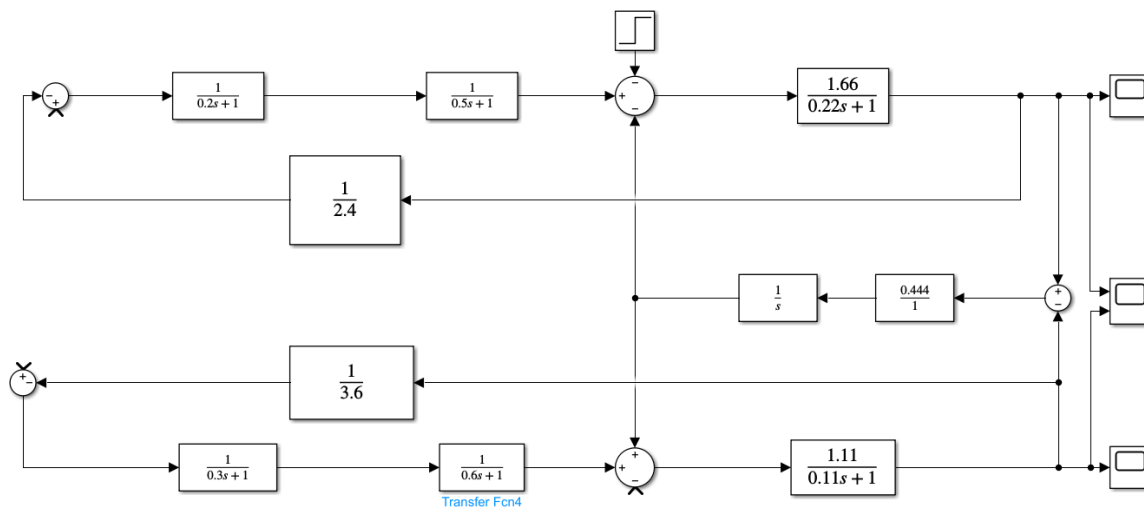 1
0.2s + 1
1
0.5s + 1
1.66
0.22s + 1
1
2.4
1
s
0.444
1
1
3.6
1
0.3s + 1
1
0.6s + 1
Transfer Fcn4
1.11
0.11s + 1